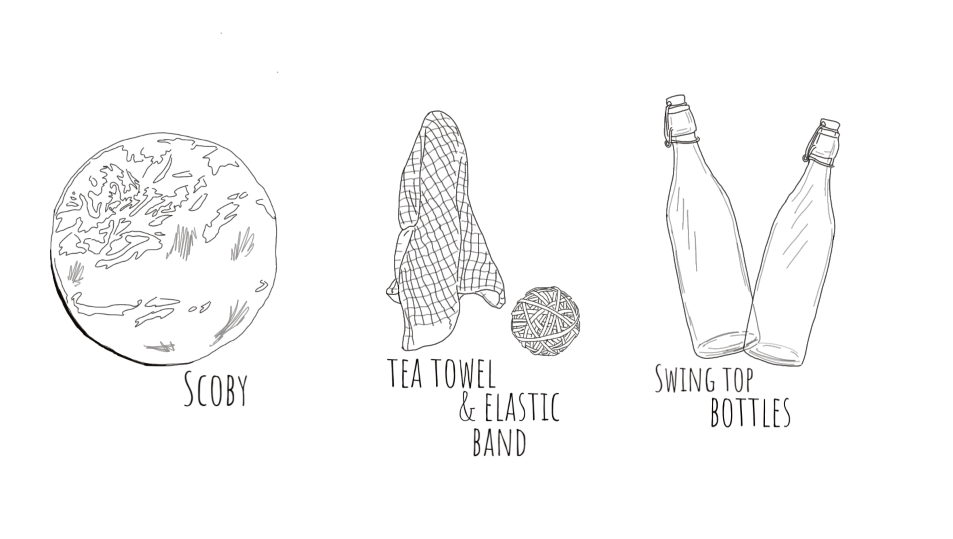 Scoby
TEA TOWEL
& ELASTIC
BAND
SWING TOP
BOTTLES